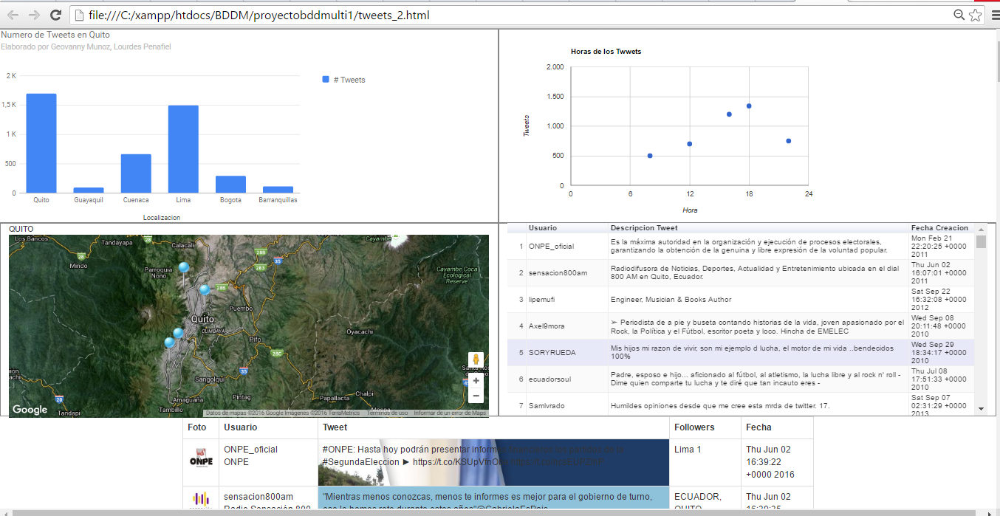 file:///C:/xampp/htdocs/BDDM/proyectobddmulti1/tweets_2.html
Numero de Tweets en Quito
Elaborado por Geovanny Munoz, Lourdes Penafiel
2 K
1,5 K
1 K
500
0
# Tweets
Quito Guayaquil Cuenaca Lima Bogota Barranquillas
Localizacion
Horas de los Twwets
2.000
1.500
1.000
500
0
Tweets
0 6 12 18 24
Hora
QUITO
Los Bancos
Tandayapa
28
Calacali
Cayambe
Mindo
28
28B
35
Parroquia
Nono
283
Cayambe Coca
Ecological
Reserve
28B
Puembo
Quito
CUMBAYÁ
Oyacachi
Pifo
28C
35
Sangolquí
Amaguana
Pintag
Papallacta
Chalpi
20
Tandapi
Tambillo
Google
Datos de mapas ©2016 Google Imágenes ©2016 TerraMetrics Términos de uso Informar de un error de Maps
Usuario Descripcion Tweet Fecha Creacion
1 ONPE_oficial Es la máxima autoridad en la organización y ejecución de procesos electorales, Mon Feb 21
garantizando la obtención de la genuina y libre expresión de la voluntad popular. 22:20:25 +0000
2011
2 sensacion800am Radiodifusora de Noticias, Deportes, Actualidad y Entretenimiento ubicada en el dial Thu Jun 02
800 AM en Quito, Ecuador. 16:07:01 +0000
2011
3 lipemufi Engineer, Musician & Books Author Sat Sep 22
16:32:08 +0000
2012
4 Axel9mora ➢ Periodista de a pie y buseta contando historias de la vida, joven apasionado por el Wed Sep 08
Rock, la Política y el Fútbol, escritor poeta y loco. Hincha de EMELEC 20:11:48 +0000
2010
5 SORYRUEDA Mis hijos mi razon de vivir, son mi ejemplo d lucha, el motor de mi vida ..bendecidos Wed Sep 29
100% 18:34:17 +0000
2010
6 ecuadorsoul Padre, esposo e hijo... aficionado al fútbol, al atletismo, la lucha libre y al rock n' roll - Thu Jul 08
Dime quien comparte tu lucha y te diré que tan incauto eres - 17:51:33 +0000
2010
7 Samlvrado Humildes opiniones desde que me cree esta mrda de twitter. 17. Sat Sep 07
02:31:29 +0000
2013
Foto Usuario Tweet Followers Fecha
ONPE ONPE_oficial #ONPE: Hasta hoy podrán presentar Lima 1 Thu Jun 02
ONPE #SegundaEleccion ► 16:39:22
+0000 2016
sensacion800am "Mientras menos conozcas, menos te informes es mejor para el gobierno de turno, ECUADOR, Thu Jun 02
Radio Sensación 800 QUITO 16:39:25